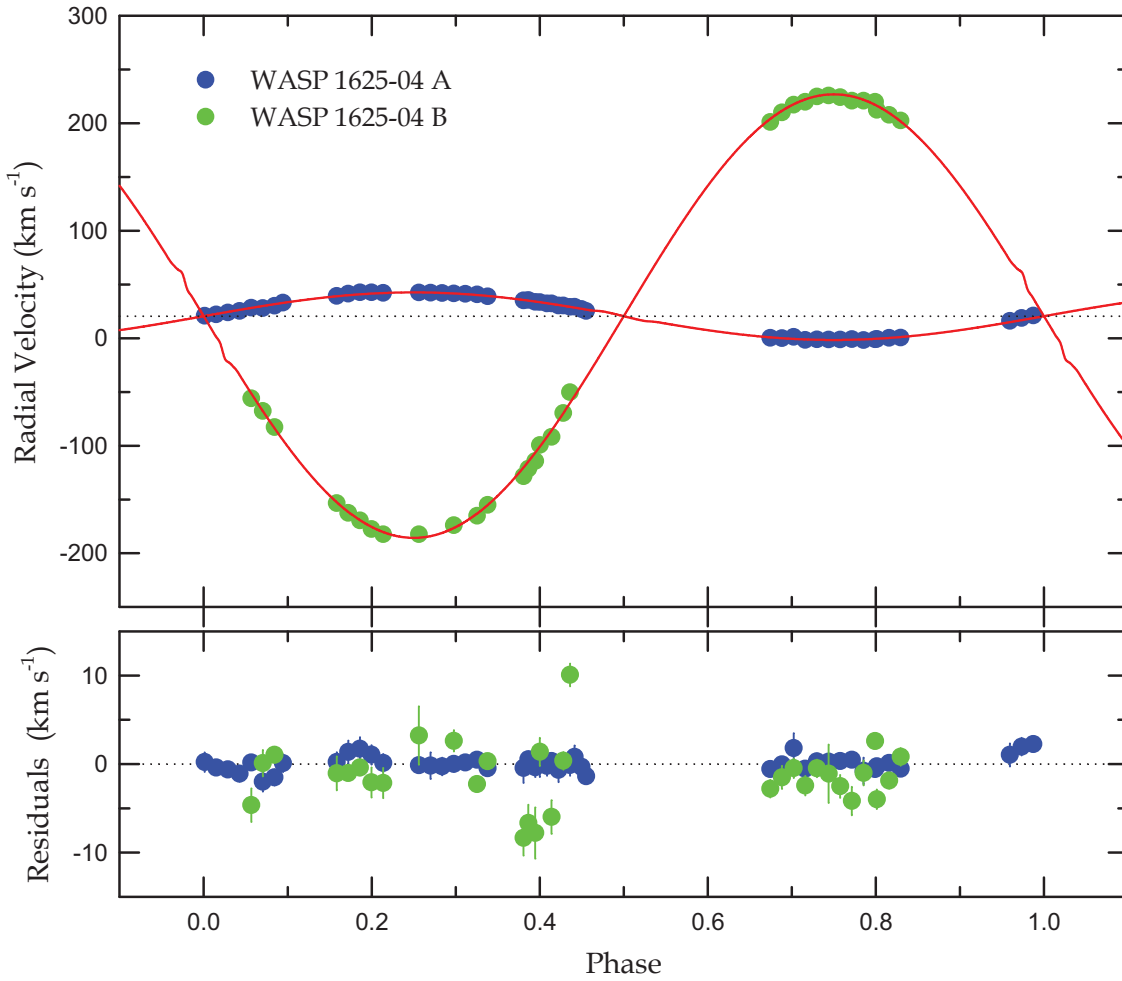 300
200
100
0
-100
-200
Radial Velocity (km s-1)
WASP 1625-04 A
WASP 1625-04 B
10
0
-10
Residuals (km s-1)
0.0 0.2 0.4 0.6 0.8 1.0
Phase